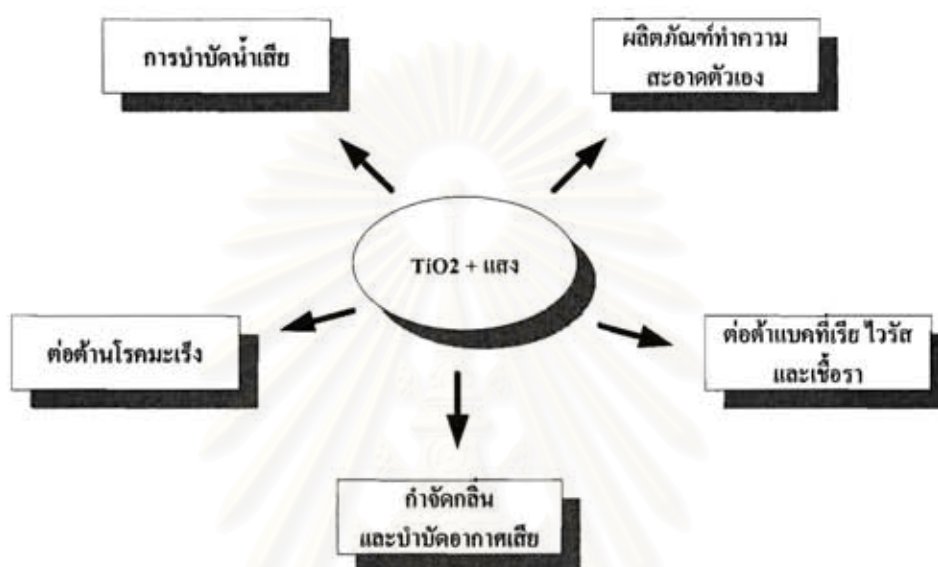 การบำบัดน้ำเสีย
ผลิตภัณฑ์ทำความ
สะอาดตัวเอง
TiO2 + แสง
ต่อต้านโรคมะเร็ง
ต่อต้าแบคที่เรีย ไวรัส
และเชื้อรา
กำจัดกลิ่น
และบำบัดอากาศเสีย